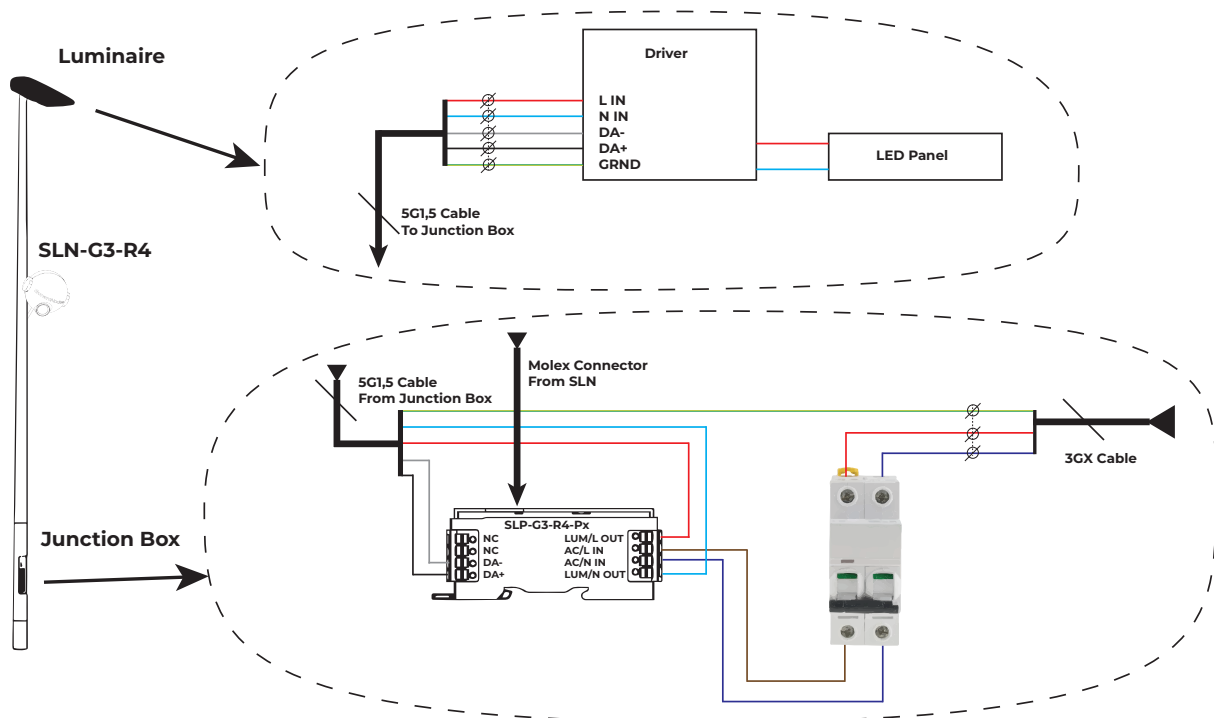 Luminaire
Driver
L IN
N IN
DA-
DA+
GRND
LED Panel
5G1,5 Cable
To Junction Box
SLN-G3-R4
Molex Connector
From SLN
5G1,5 Cable
From Junction Box
3GX Cable
Junction Box
SLP-G3-R4-Px
NC
NC
DA-
DA+
LUM/L OUT
AC/L IN
AC/N IN
LUM/N OUT